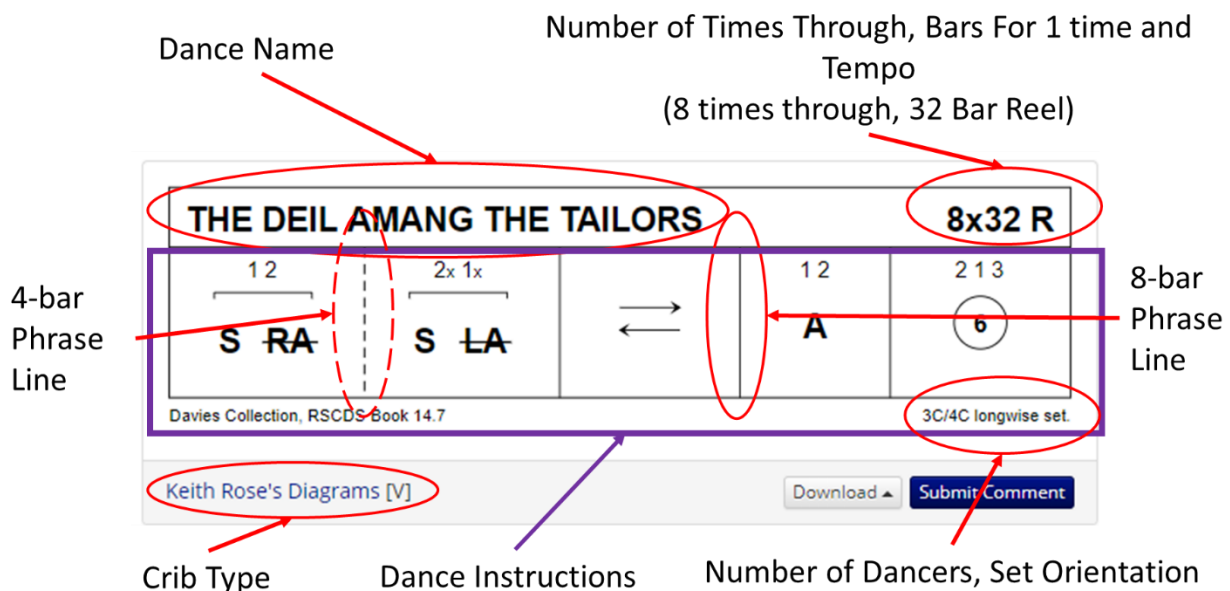 Dance Name
Number of Times Through, Bars For 1 time and
Tempo
(8 times through, 32 Bar Reel)
THE DEIL AMANG THE TAILORS
8x32 R
4-bar
Phrase
Line
1 2
S RA
2x 1x
S LA
1 2
A
2 1 3
6
8-bar
Phrase
Line
Davies Collection, RSCDS Book 14.7
3C/4C longwise set.
Keith Rose's Diagrams [V]
Download
Submit Comment
Crib Type
Dance Instructions
Number of Dancers, Set Orientation